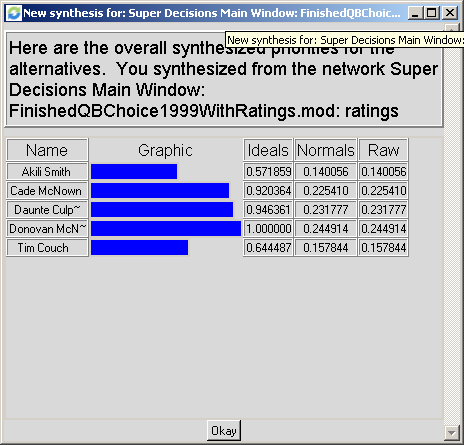 New synthesis for: Super Decisions Main Window: FinishedQBChoic...
New synthesis for: Super Decisions Main Window:
Here are the overall synthesized priorities for the
alternatives. You synthesized from the network Super
Decisions Main Window:
FinishedQBChoice1999WithRatings.mod: ratings
Name Graphic Ideals Normals Raw
Akili Smith 0.571859 0.140056 0.140056
Cade McNown 0.920364 0.225410 0.225410
Daunte Culp~ 0.946361 0.231777 0.231777
Donovan McN~ 1.000000 0.244914 0.244914
Tim Couch 0.644487 0.157844 0.157844
Okay